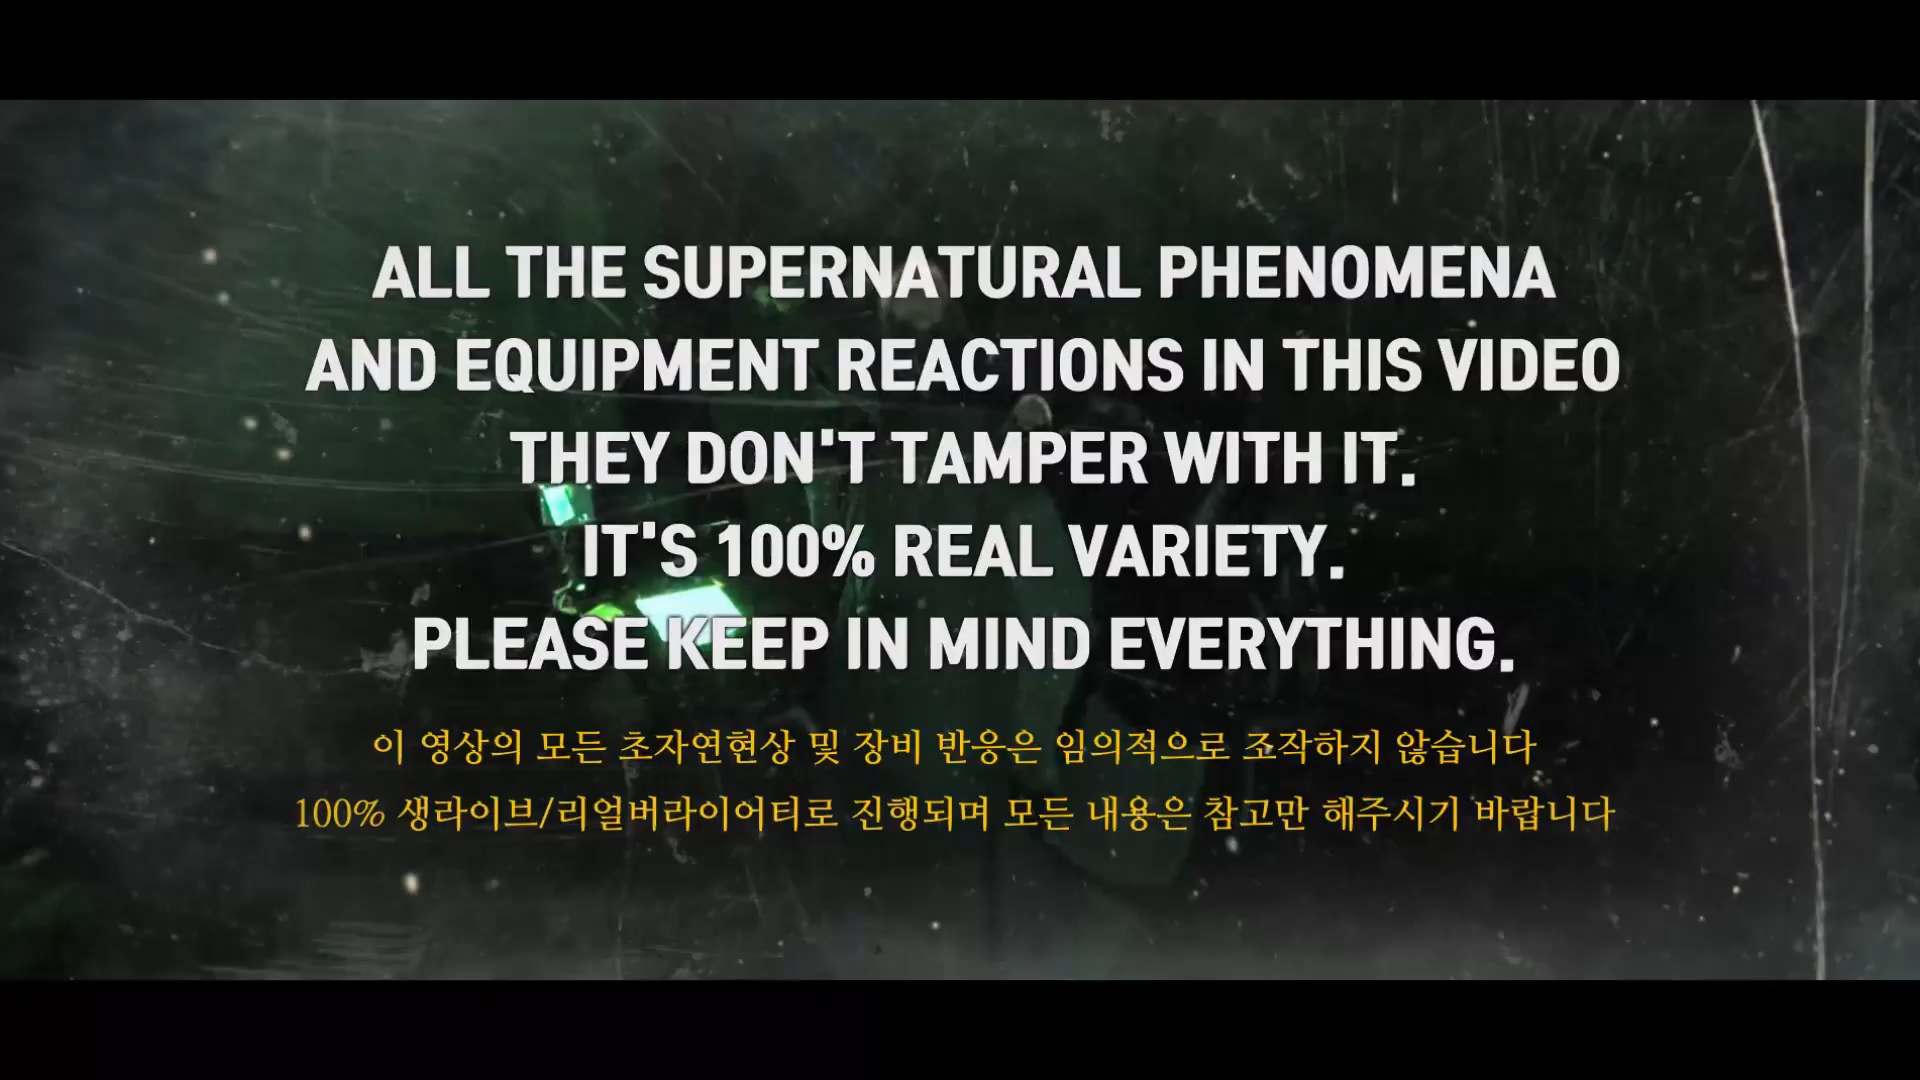 ALL THE SUPERNATURAL PHENOMENA
AND EQUIPMENT REACTIONS IN THIS VIDEO
THEY DON'T TAMPER WITH IT.
IT'S 100% REAL VARIETY.
PLEASE KEEP IN MIND EVERYTHING.
이 영상의 모든 초자연현상 및 장비 반응은 임의적으로 조작하지 않습니다
100% 생라이브/리얼버라이어티로 진행되며 모든 내용은 참고만 해주시기 바랍니다